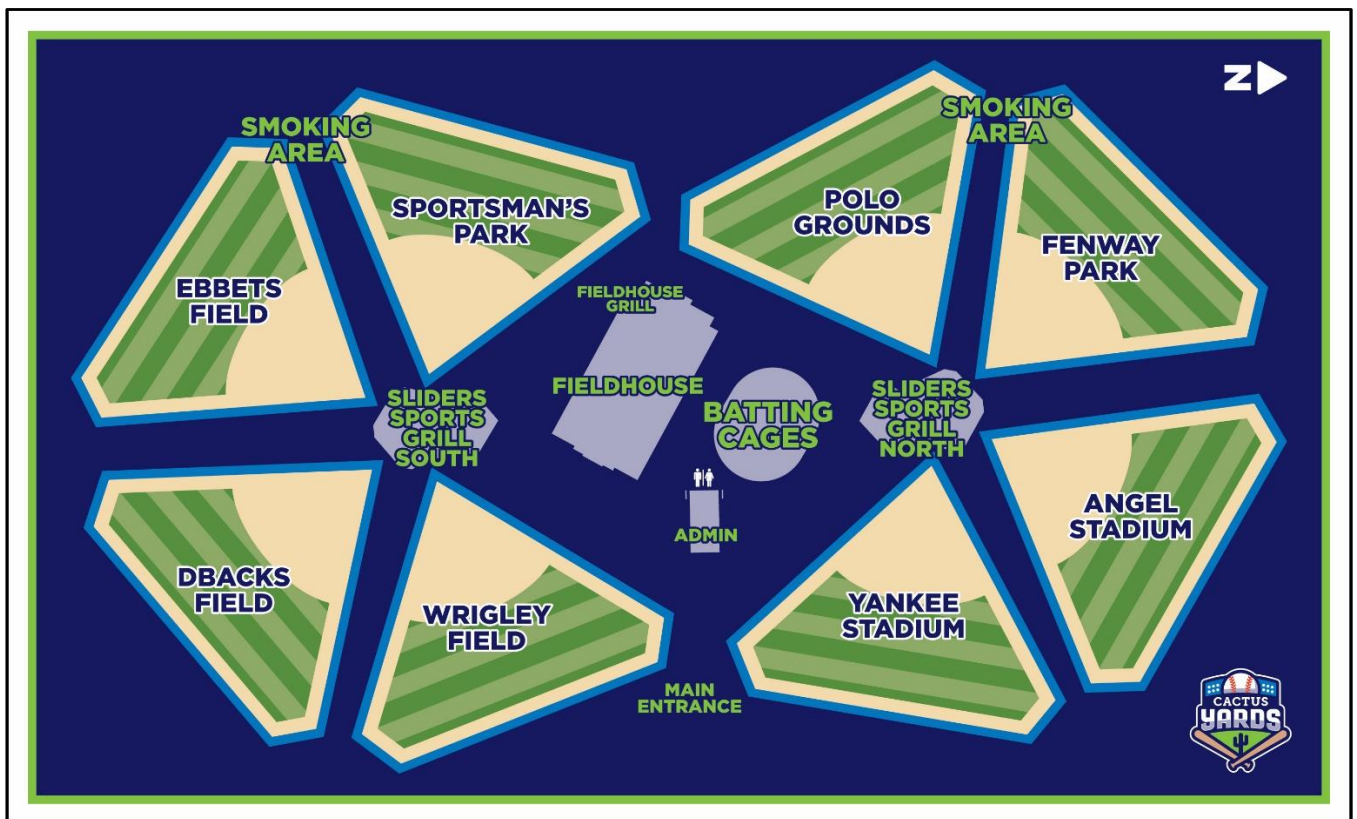 Z
SMOKING
AREA
SMOKING
AREA
SPORTSMAN'S
PARK
POLO
GROUNDS
FENWAY
PARK
EBBETS
FIELD
FIELDHOUSE
GRILL
FIELDHOUSE
SLIDERS
SPORTS
GRILL
SOUTH
BATTING
CAGES
SLIDERS
SPORTS
GRILL
NORTH
ADMIN
ANGEL
STADIUM
DBACKS
FIELD
WRIGLEY
FIELD
YANKEE
STADIUM
MAIN
ENTRANCE
CACTUS
YARDS